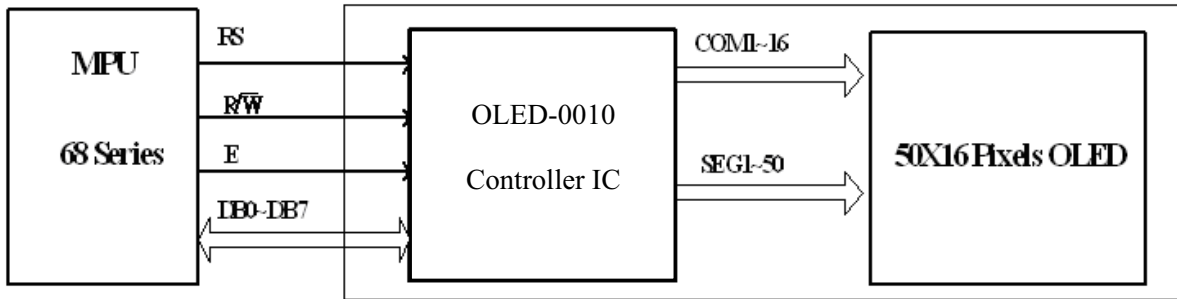 MPU
68 Series
RS
R/W̅
E
DB0~DB7
OLED-0010
Controller IC
COM1~16
SEG1~50
50X16 Pixels OLED